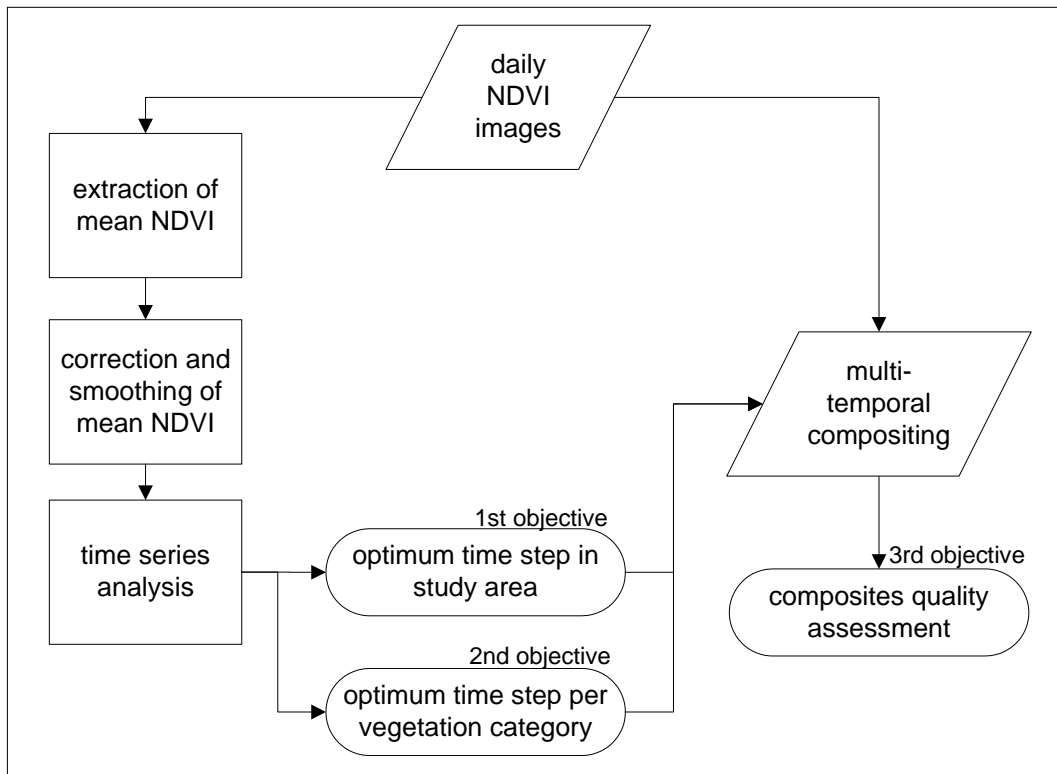 daily
NDVI
images
extraction of
mean NDVI
correction and
smoothing of
mean NDVI
time series
analysis
1st objective
optimum time step in
study area
2nd objective
optimum time step per
vegetation category
multi-
temporal
compositing
3rd objective
composites quality
assessment